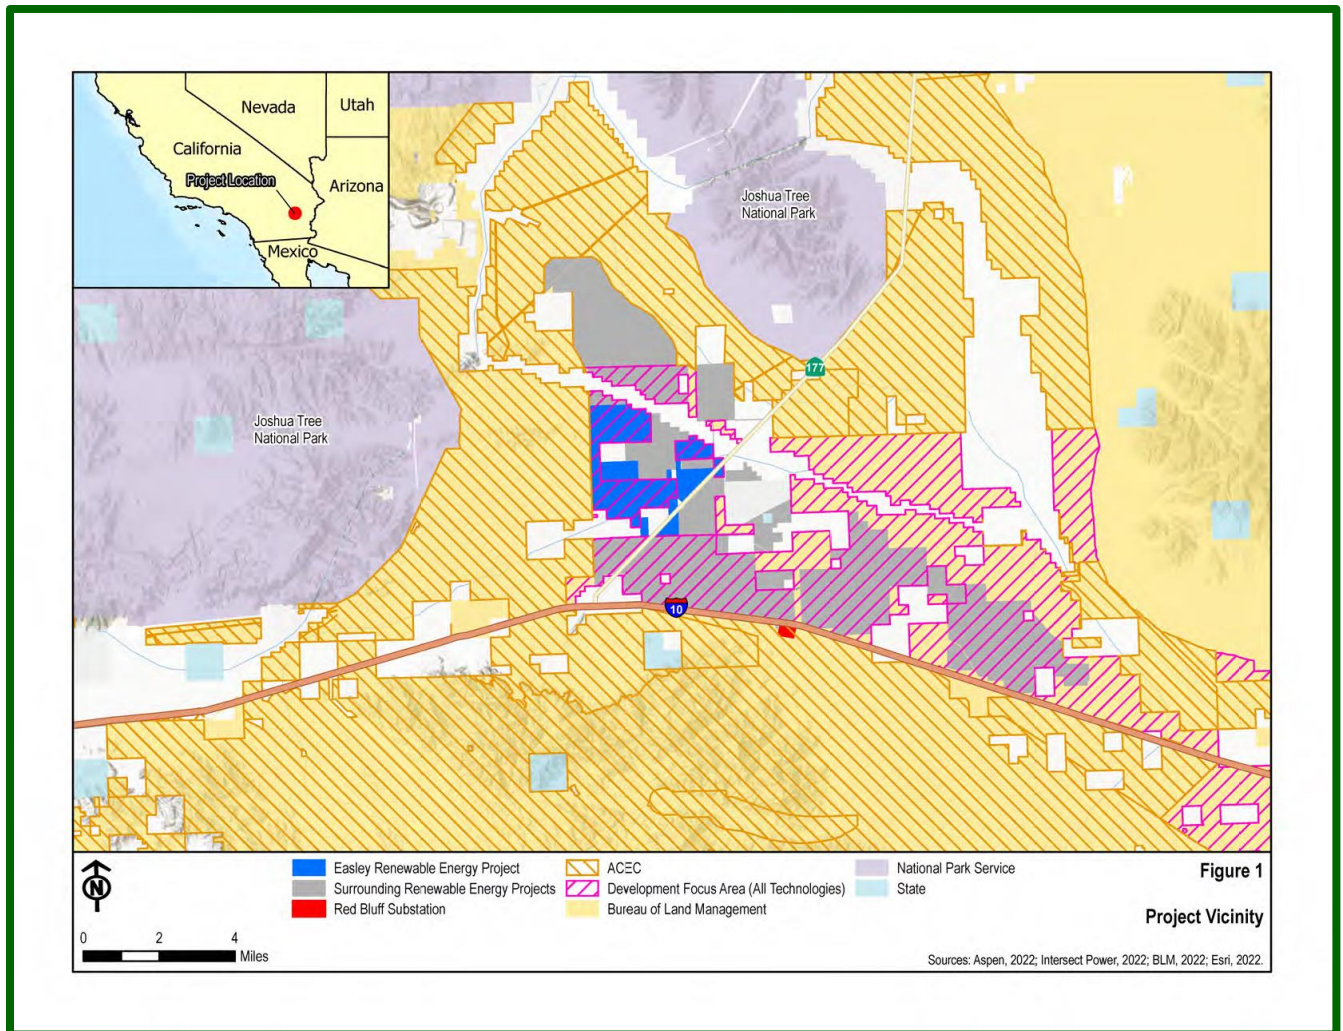 Nevada
Utah
California
Project Location
Arizona
Mexico
Joshua Tree
National Park
177
Joshua Tree
National Park
10
N
0 2 4
Miles
Easley Renewable Energy Project
Surrounding Renewable Energy Projects
Red Bluff Substation
ACEC
Development Focus Area (All Technologies)
Bureau of Land Management
National Park Service
State
Figure 1
Project Vicinity
Sources: Aspen, 2022; Intersect Power, 2022; BLM, 2022; Esri, 2022.